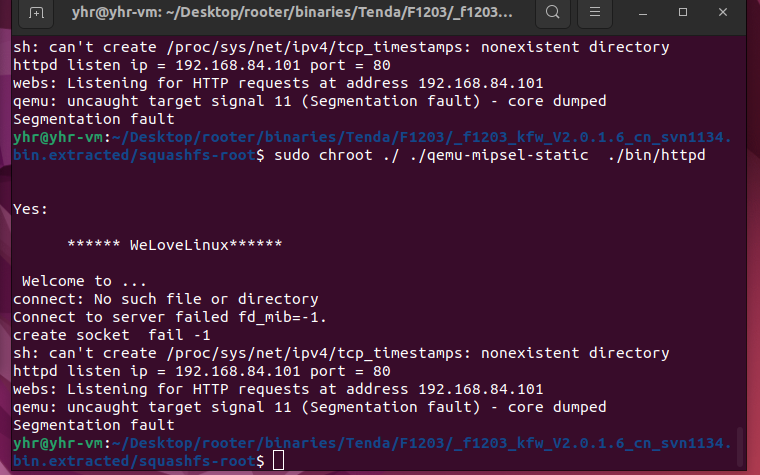 yhr@yhr-vm: ~/Desktop/rooter/binaries/Tenda/F1203/_f1203...
sh: can't create /proc/sys/net/ipv4/tcp_timestamps: nonexistent directory
httpd listen ip = 192.168.84.101 port = 80
webs: Listening for HTTP requests at address 192.168.84.101
qemu: uncaught target signal 11 (Segmentation fault) - core dumped
Segmentation fault
yhr@yhr-vm:~/Desktop/rooter/binaries/Tenda/F1203/_f1203_kfw_V2.0.1.6_cn_svn1134.
bin.extracted/squashfs-root$ sudo chroot ./ ./qemu-mipsel-static  ./bin/httpd
Yes:
****** WeLoveLinux******
Welcome to ...
connect: No such file or directory
Connect to server failed fd_mib=-1.
create socket  fail -1
sh: can't create /proc/sys/net/ipv4/tcp_timestamps: nonexistent directory
httpd listen ip = 192.168.84.101 port = 80
webs: Listening for HTTP requests at address 192.168.84.101
qemu: uncaught target signal 11 (Segmentation fault) - core dumped
Segmentation fault
yhr@yhr-vm:~/Desktop/rooter/binaries/Tenda/F1203/_f1203_kfw_V2.0.1.6_cn_svn1134.
bin.extracted/squashfs-root$